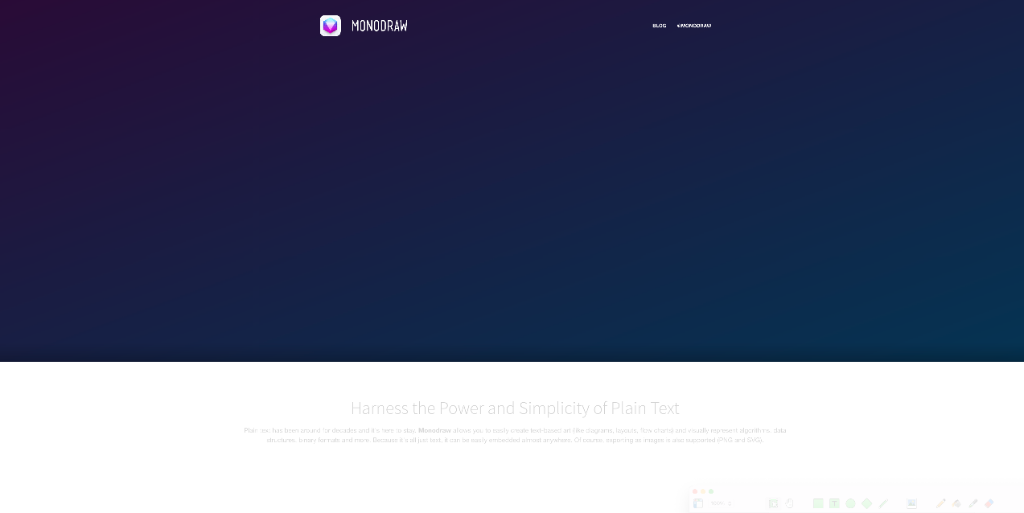 MONODRAW
BLOG @MONODRAW
Harness the Power and Simplicity of Plain Text
Plain text has been around for decades and it's here to stay. Monodraw allows you to easily create text-based art (like diagrams, layouts, flow charts) and visually represent algorithms, data
structures, binary formats and more. Because it's all just text, it can be easily embedded almost anywhere. Of course, exporting as images is also supported (PNG and SVG).